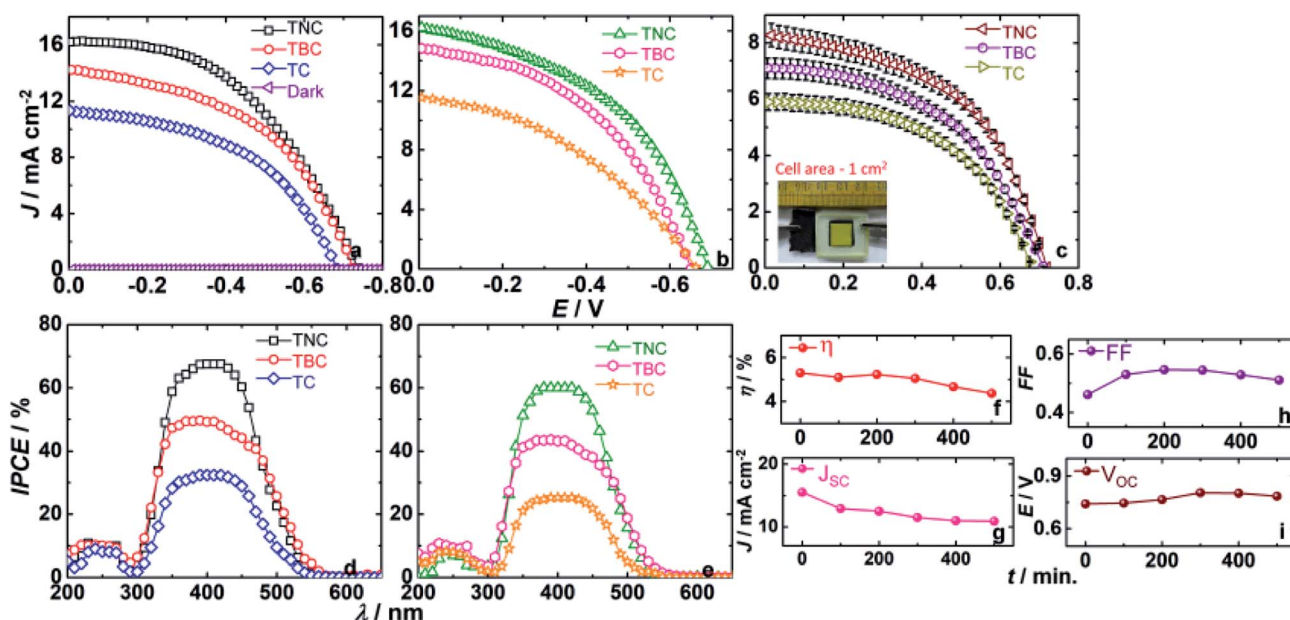 16
12
8
4
0
J / mA cm-2
TNC
TBC
TC
Dark
a
0.0
-0.2
-0.4
-0.6
-0.8
16
12
8
4
0
TNC
TBC
TC
b
0.0
-0.2
-0.4
-0.6
E / V
8
6
4
2
0
TNC
TBC
TC
Cell area - 1 cm2
c
0.0
0.2
0.4
0.6
0.8
80
60
40
20
0
IPCE / %
TNC
TBC
TC
d
200
300
400
500
600
80
60
40
20
0
TNC
TBC
TC
e
200
300
400
500
600
λ / nm
6
4
η / %
η
f
0
200
400
0.6
0.4
FF
FF
h
0
200
400
20
10
J / mA cm-2
JSC
g
0
200
400
0.9
0.6
E / V
VOC
i
0
200
400
t / min.